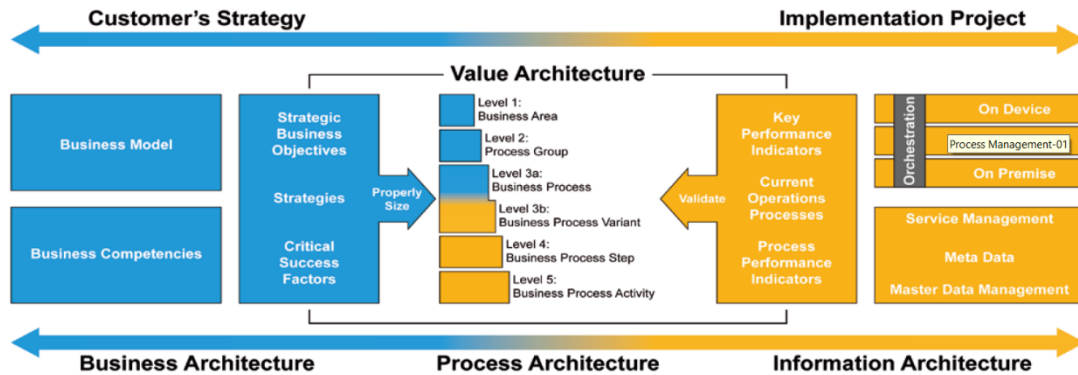 Customer's Strategy
Implementation Project
Value Architecture
Business Model
Business Competencies
Strategic
Business
Objectives
Strategies
Critical
Success
Factors
Properly
Size
Level 1:
Business Area
Level 2:
Process Group
Level 3a:
Business Process
Level 3b:
Business Process Variant
Level 4:
Business Process Step
Level 5:
Business Process Activity
Validate
Key
Performance
Indicators
Current
Operations
Processes
Process
Performance
Indicators
Orchestration
On Device
Process Management-01
On Premise
Service Management
Meta Data
Master Data Management
Business Architecture
Process Architecture
Information Architecture